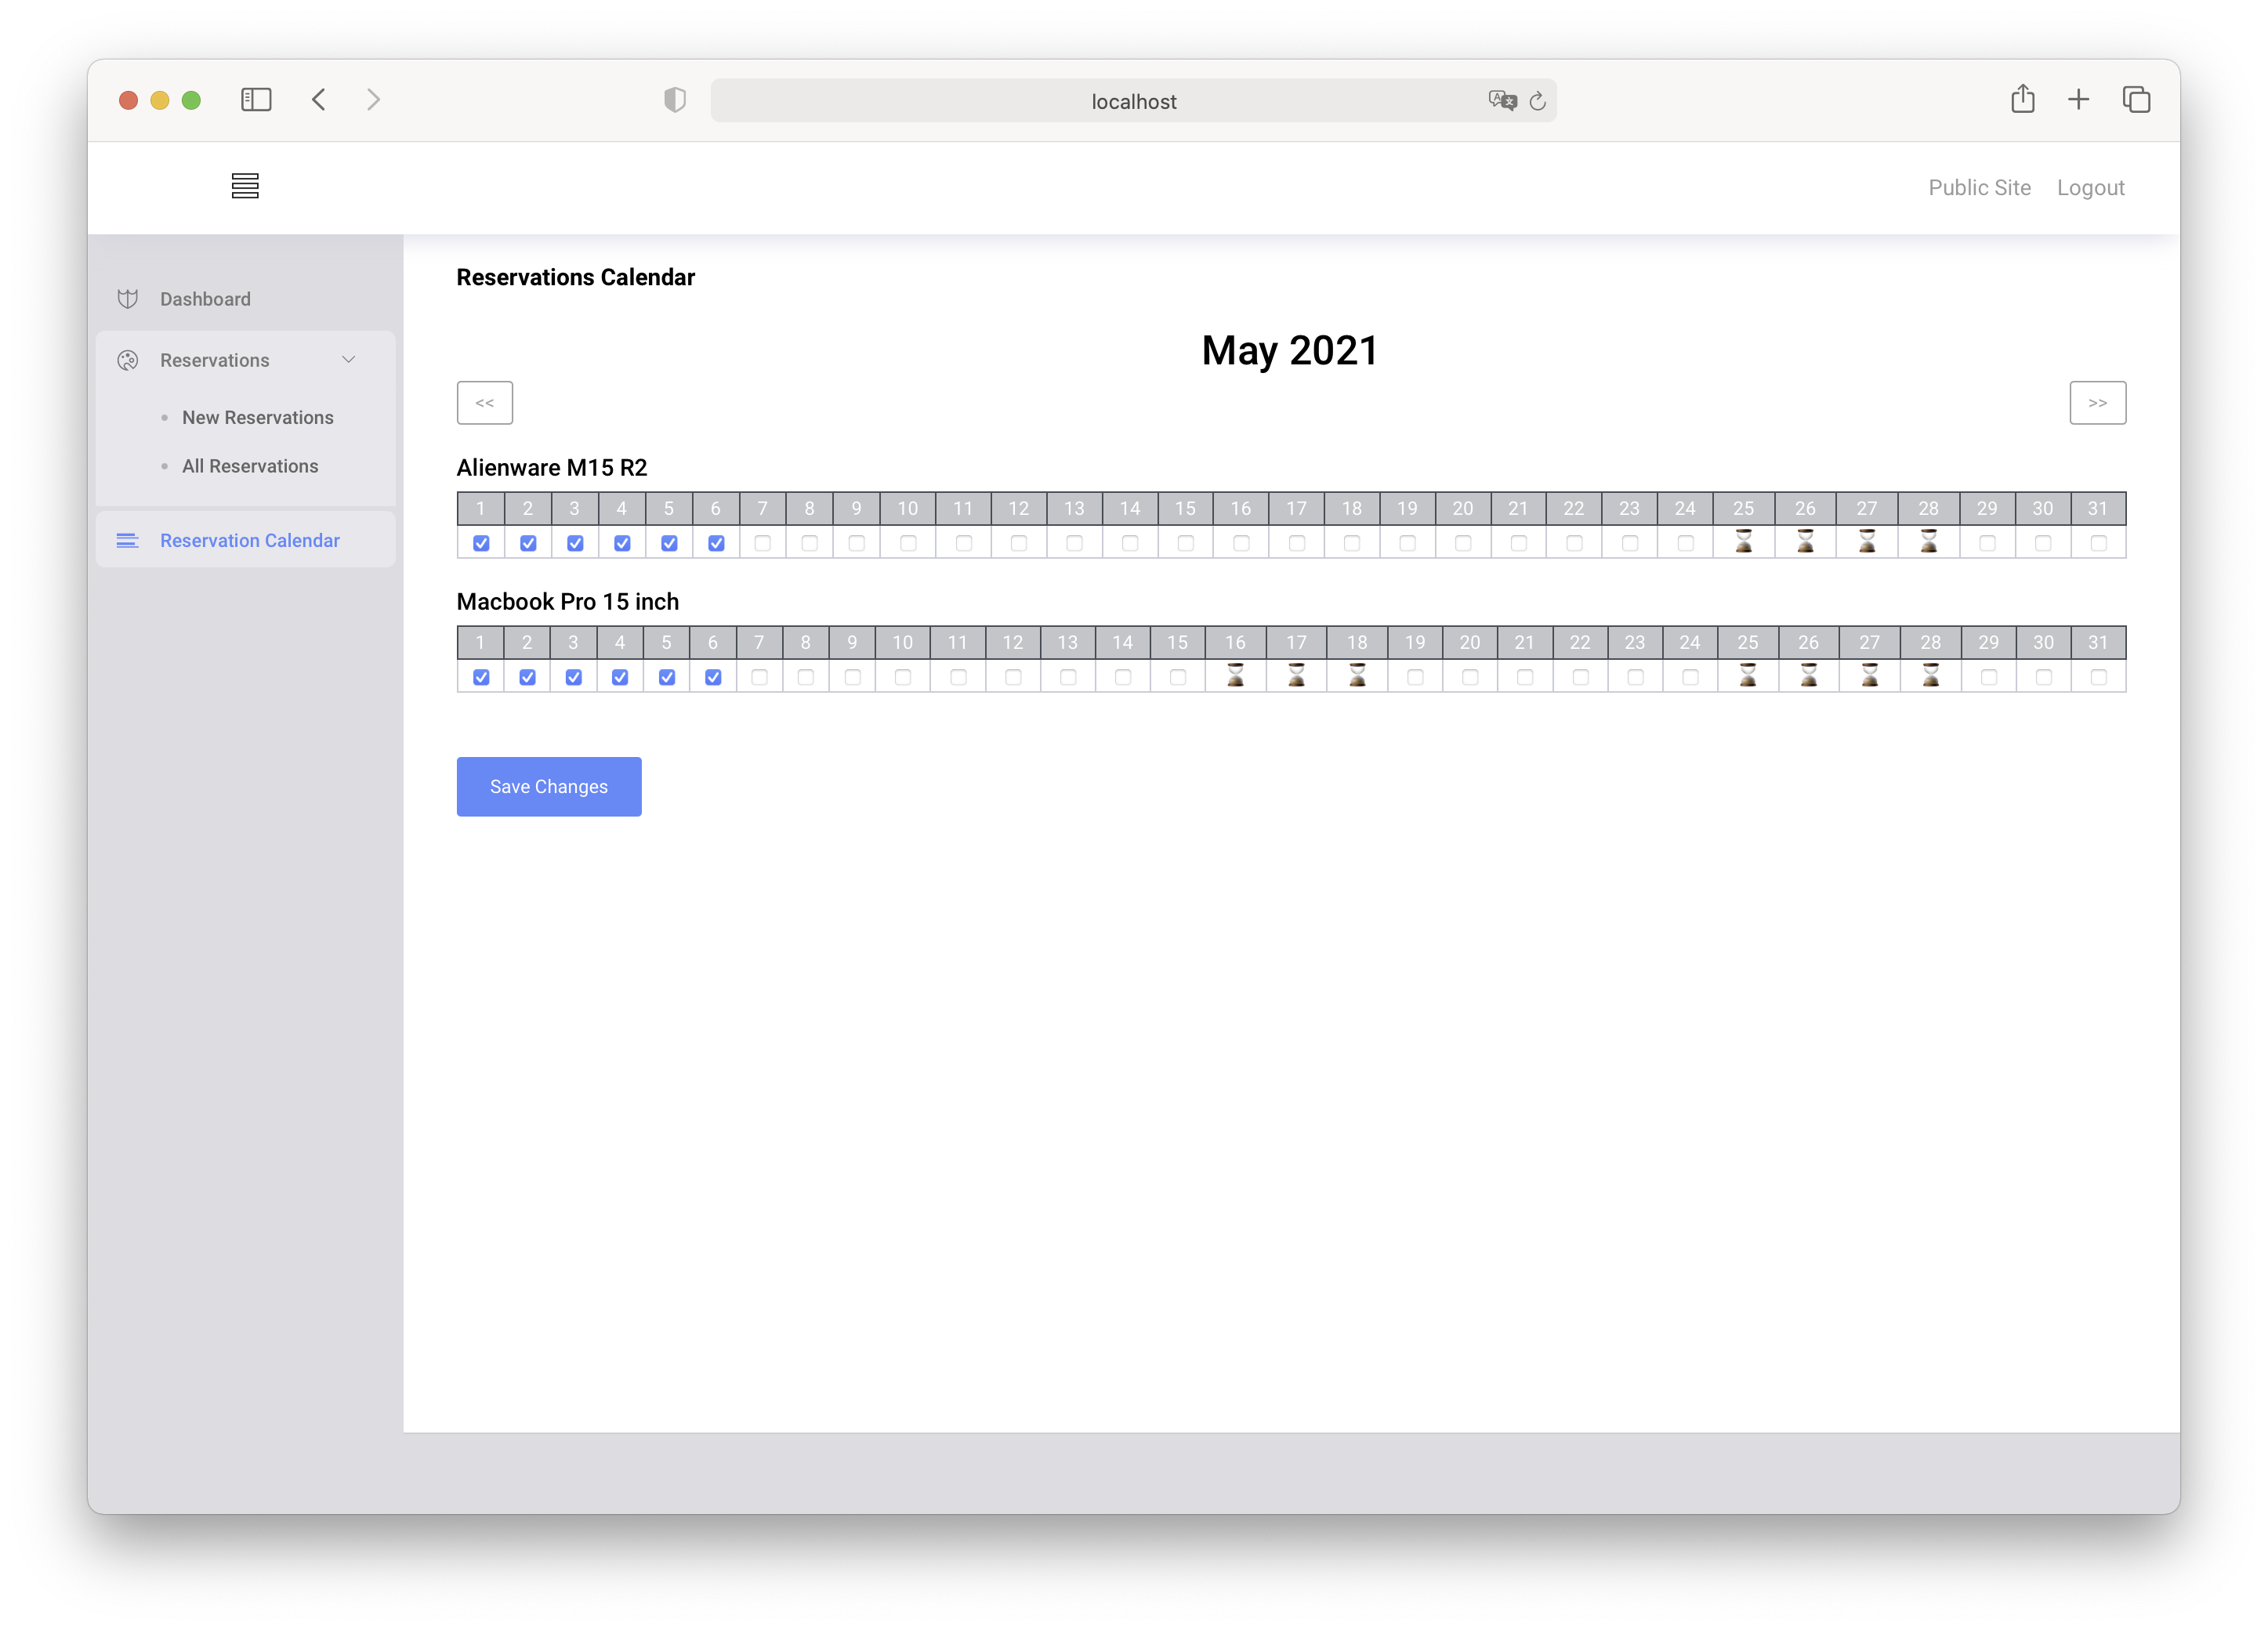 localhost
Public Site Logout
Dashboard
Reservations
New Reservations
All Reservations
Reservation Calendar
Reservations Calendar
May 2021
<< >>
Alienware M15 R2
1 2 3 4 5 6 7 8 9 10 11 12 13 14 15 16 17 18 19 20 21 22 23 24 25 26 27 28 29 30 31
Macbook Pro 15 inch
1 2 3 4 5 6 7 8 9 10 11 12 13 14 15 16 17 18 19 20 21 22 23 24 25 26 27 28 29 30 31
Save Changes